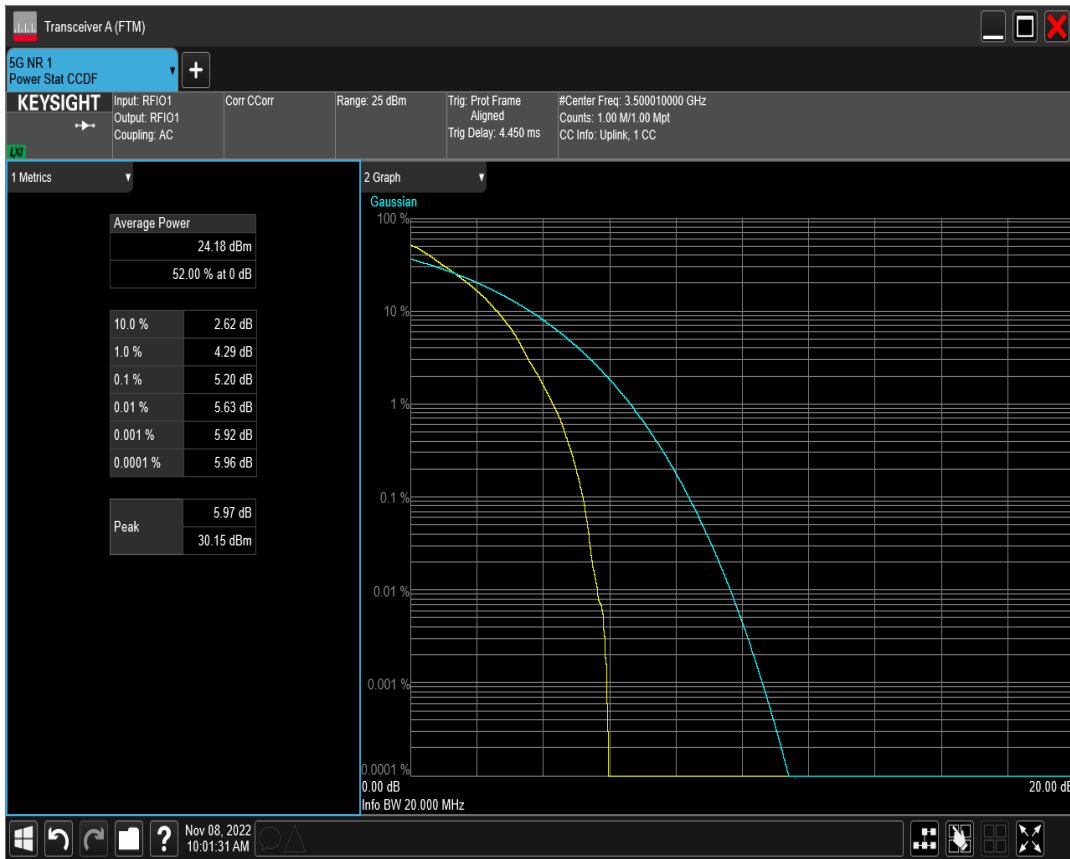 Transceiver A (FTM)
5G NR 1
Power Stat CCDF
KEYSIGHT
LXI
Input: RFIO1
Output: RFIO1
Coupling: AC
Corr CCorr
Range: 25 dBm
Trig: Prot Frame
Aligned
Trig Delay: 4.450 ms
#Center Freq: 3.500010000 GHz
Counts: 1.00 M/1.00 Mpt
CC Info: Uplink, 1 CC
1 Metrics
Average Power
24.18 dBm
52.00 % at 0 dB
10.0 % 2.62 dB
1.0 % 4.29 dB
0.1 % 5.20 dB
0.01 % 5.63 dB
0.001 % 5.92 dB
0.0001 % 5.96 dB
Peak
5.97 dB
30.15 dBm
2 Graph
Gaussian
100 %
10 %
1 %
0.1 %
0.01 %
0.001 %
0.0001 %
0.00 dB 20.00 dB
Info BW 20.000 MHz
?
Nov 08, 2022
10:01:31 AM